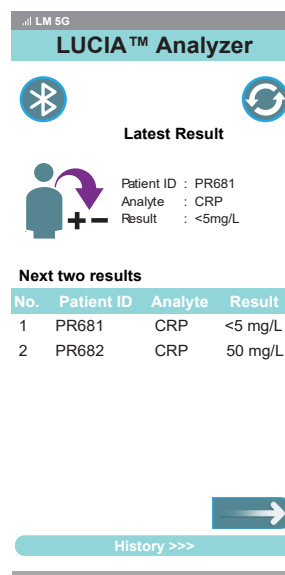 LM 5G
LUCIA™ Analyzer
Latest Result
Patient ID : PR681
Analyte : CRP
Result : <5mg/L
Next two results
No. Patient ID Analyte Result
1 PR681 CRP <5 mg/L
2 PR682 CRP 50 mg/L
History >>>